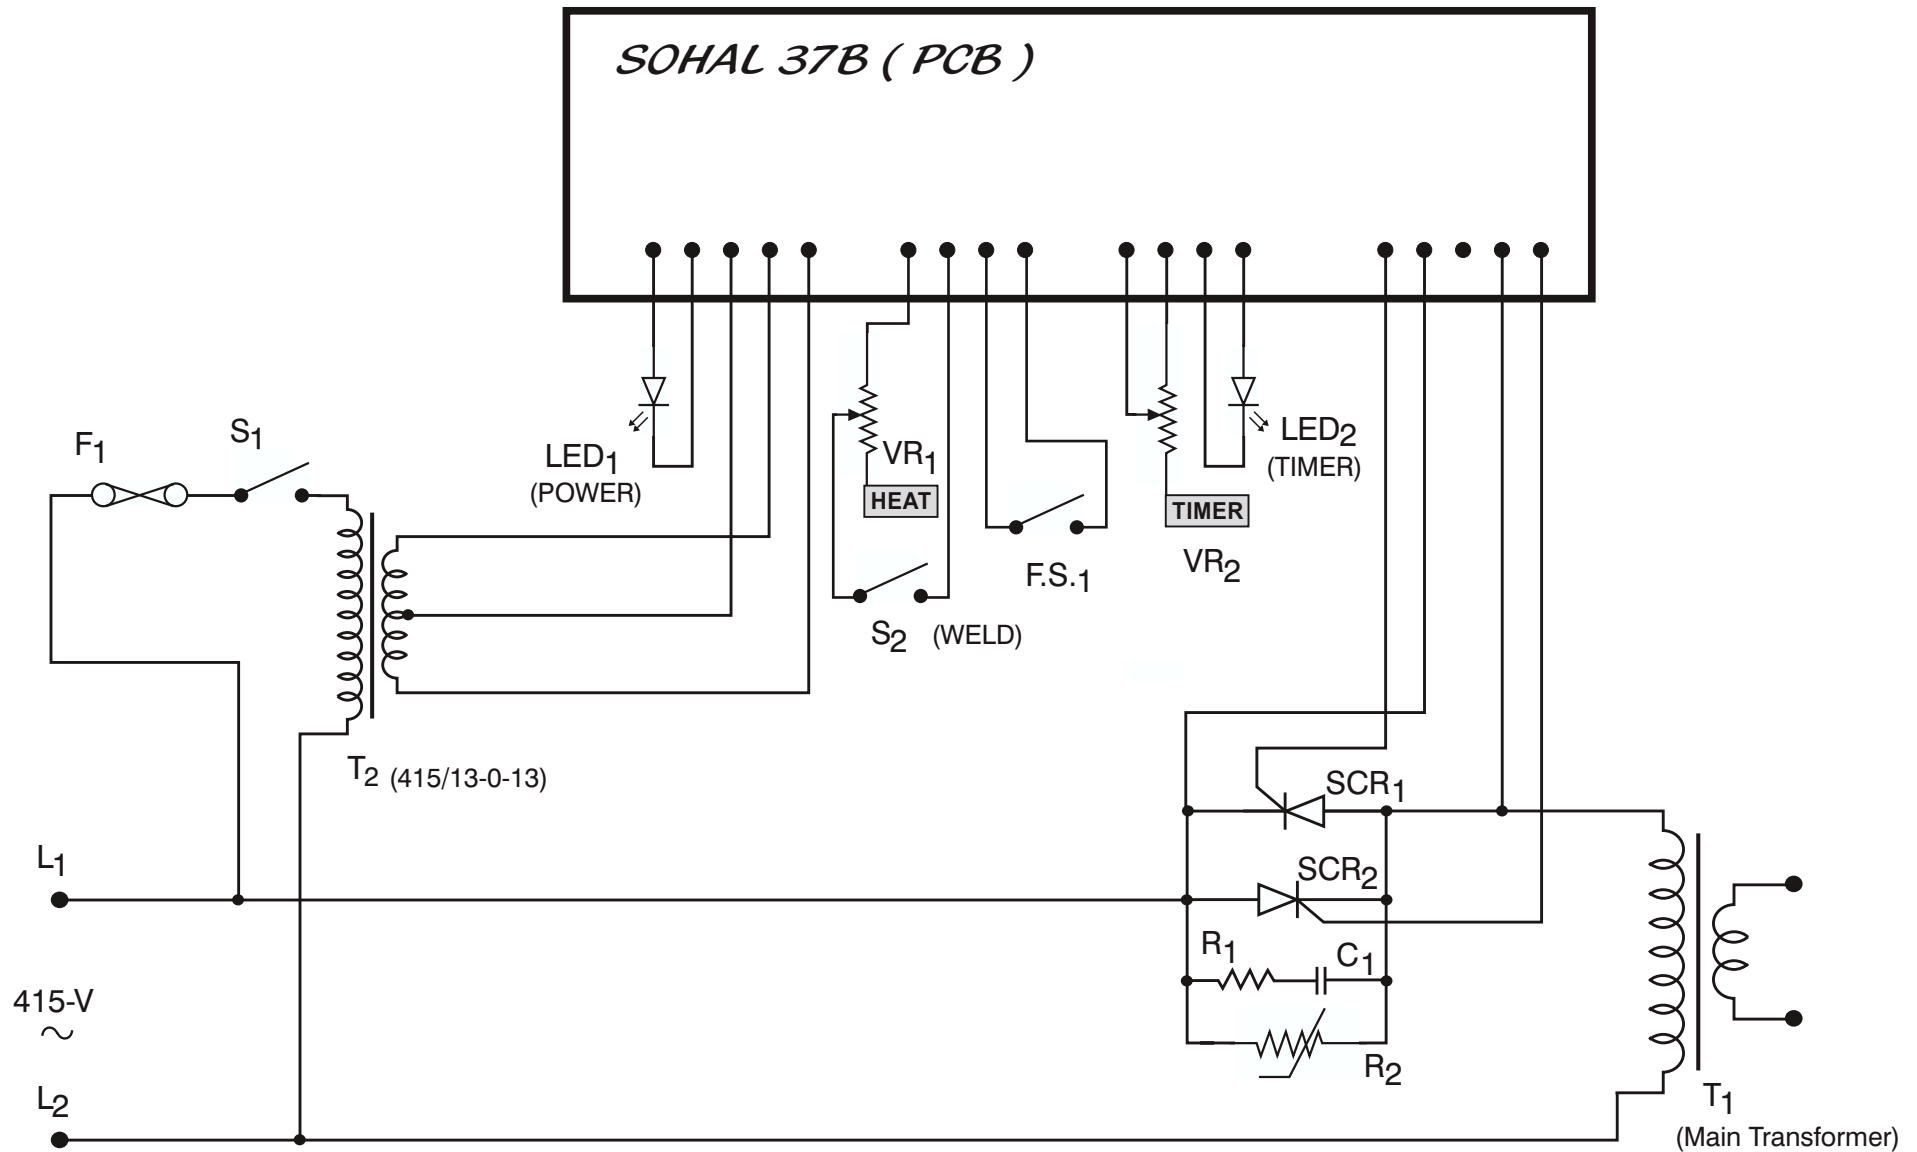 SOHAL 37B ( PCB )
F1
S1
LED1
(POWER)
VR1
HEAT
LED2
(TIMER)
TIMER
VR2
F.S.1
S2 (WELD)
T2 (415/13-0-13)
SCR1
L1
SCR2
R1
C1
415-V
~
R2
L2
T1
(Main Transformer)